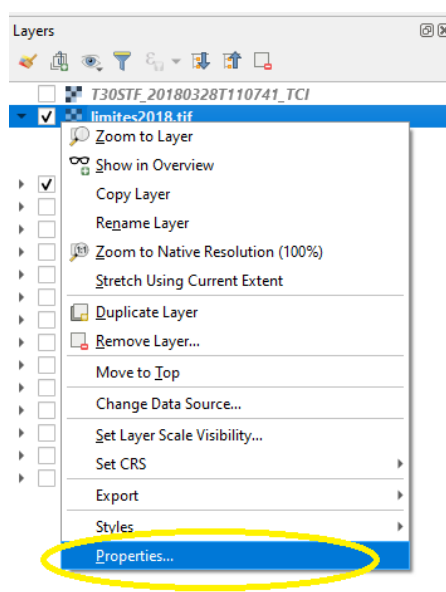 Layers
T30STF_20180328T110741_TCI
limites2018.tif
Zoom to Layer
Show in Overview
Copy Layer
Rename Layer
Zoom to Native Resolution (100%)
Stretch Using Current Extent
Duplicate Layer
Remove Layer...
Move to Top
Change Data Source...
Set Layer Scale Visibility...
Set CRS
Export
Styles
Properties...